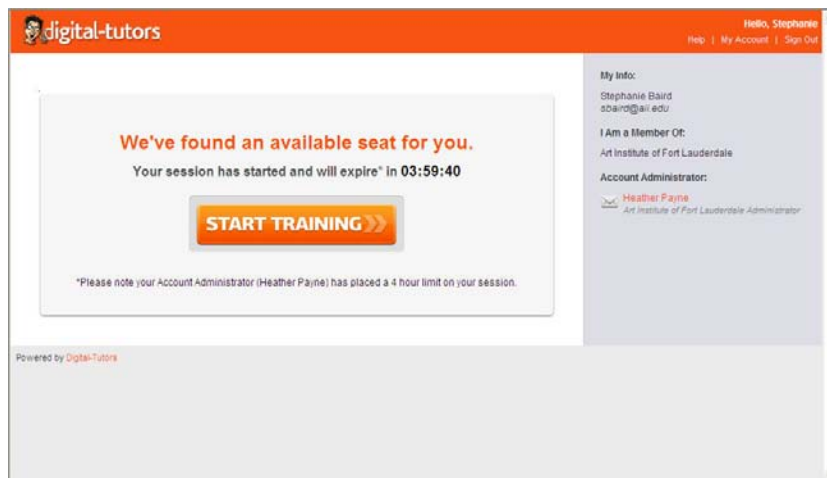 digital-tutors
Hello, Stephanie
Help | My Account | Sign Out
We've found an available seat for you.
Your session has started and will expire* in 03:59:40
START TRAINING
*Please note your Account Administrator (Heather Payne) has placed a 4 hour limit on your session.
My Info:
Stephanie Baird
sbaird@aii.edu
I Am a Member Of:
Art Institute of Fort Lauderdale
Account Administrator:
Heather Payne
Art Institute of Fort Lauderdale Administrator
Powered by Digital-Tutors